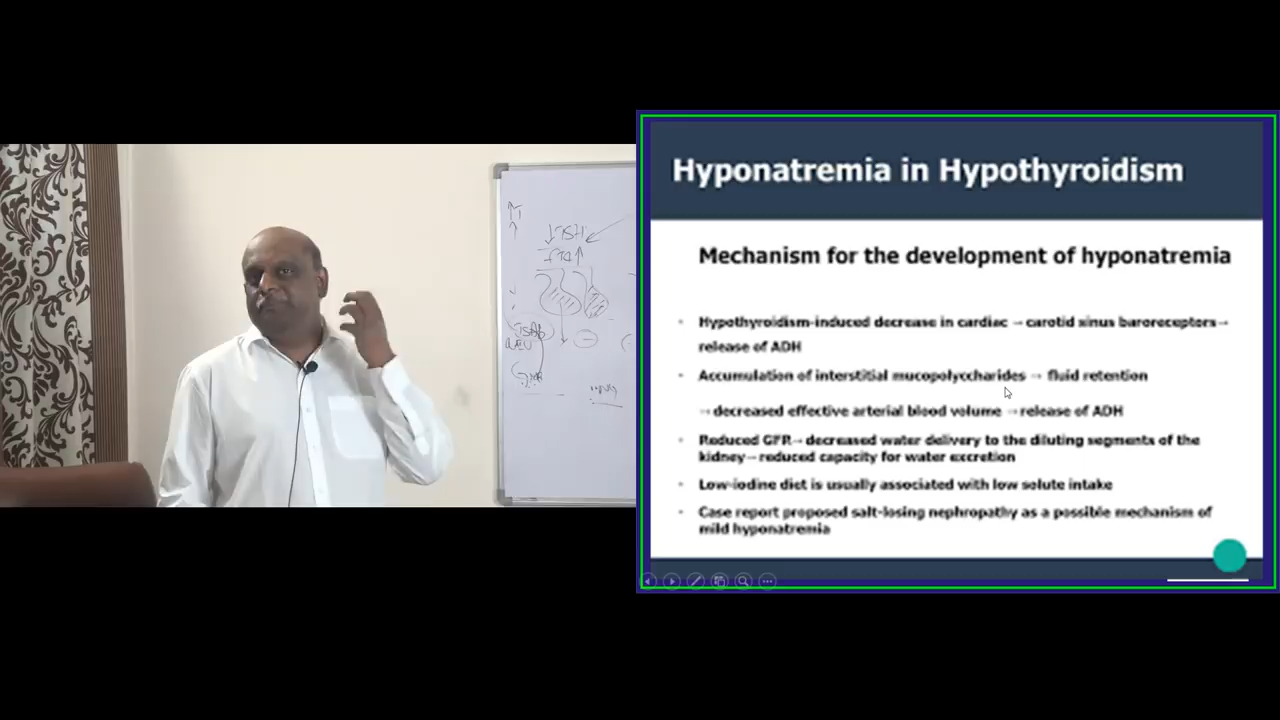 ↓TSH
Hyponatremia in Hypothyroidism
Mechanism for the development of hyponatremia
• Hypothyroidism-induced decrease in cardiac → carotid sinus baroreceptors→
release of ADH
• Accumulation of interstitial mucopolyccharides → fluid retention
→ decreased effective arterial blood volume → release of ADH
• Reduced GFR→ decreased water delivery to the diluting segments of the
kidney→ reduced capacity for water excretion
• Low-iodine diet is usually associated with low solute intake
• Case report proposed salt-losing nephropathy as a possible mechanism of
mild hyponatremia